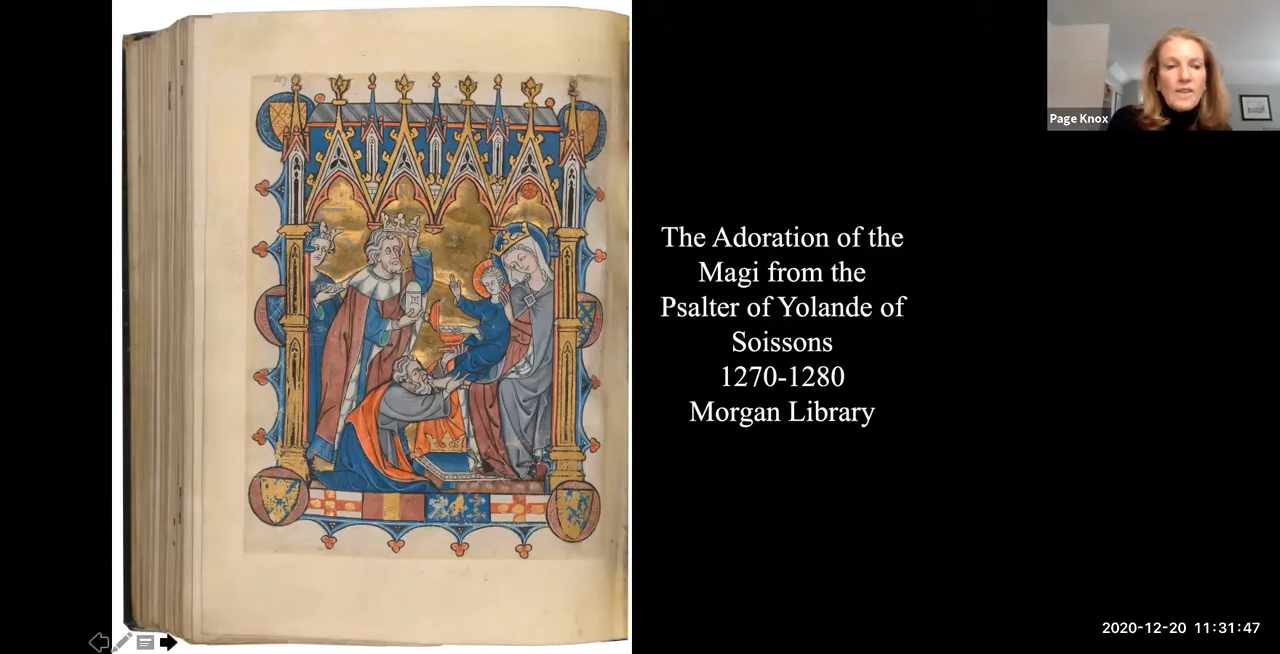 Page Knox
The Adoration of the
Magi from the
Psalter of Yolande of
Soissons
1270-1280
Morgan Library
2020-12-20 11:31:47